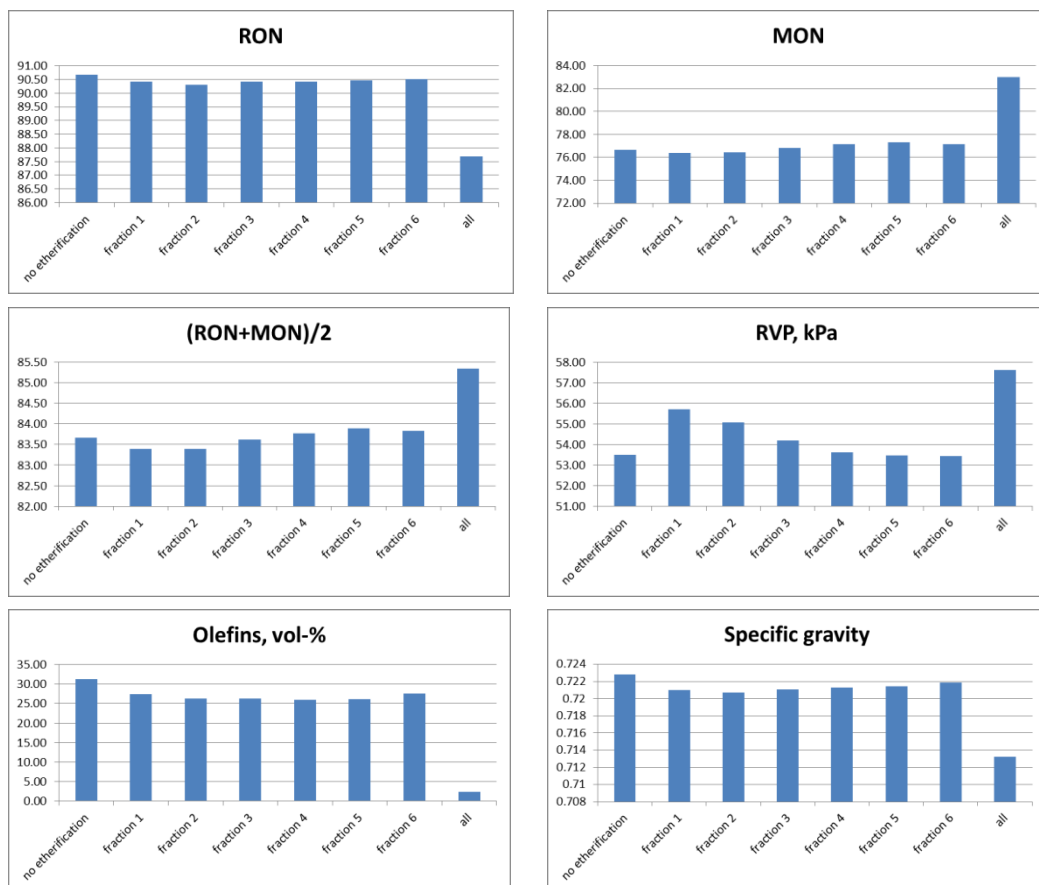 RON
91.00
90.50
90.00
89.50
89.00
88.50
88.00
87.50
87.00
86.50
86.00
no etherification
fraction 1
fraction 2
fraction 3
fraction 4
fraction 5
fraction 6
all
MON
84.00
82.00
80.00
78.00
76.00
74.00
72.00
no etherification
fraction 1
fraction 2
fraction 3
fraction 4
fraction 5
fraction 6
all
(RON+MON)/2
85.50
85.00
84.50
84.00
83.50
83.00
82.50
82.00
no etherification
fraction 1
fraction 2
fraction 3
fraction 4
fraction 5
fraction 6
all
RVP, kPa
58.00
57.00
56.00
55.00
54.00
53.00
52.00
51.00
no etherification
fraction 1
fraction 2
fraction 3
fraction 4
fraction 5
fraction 6
all
Olefins, vol-%
35.00
30.00
25.00
20.00
15.00
10.00
5.00
0.00
no etherification
fraction 1
fraction 2
fraction 3
fraction 4
fraction 5
fraction 6
all
Specific gravity
0.724
0.722
0.72
0.718
0.716
0.714
0.712
0.71
0.708
no etherification
fraction 1
fraction 2
fraction 3
fraction 4
fraction 5
fraction 6
all